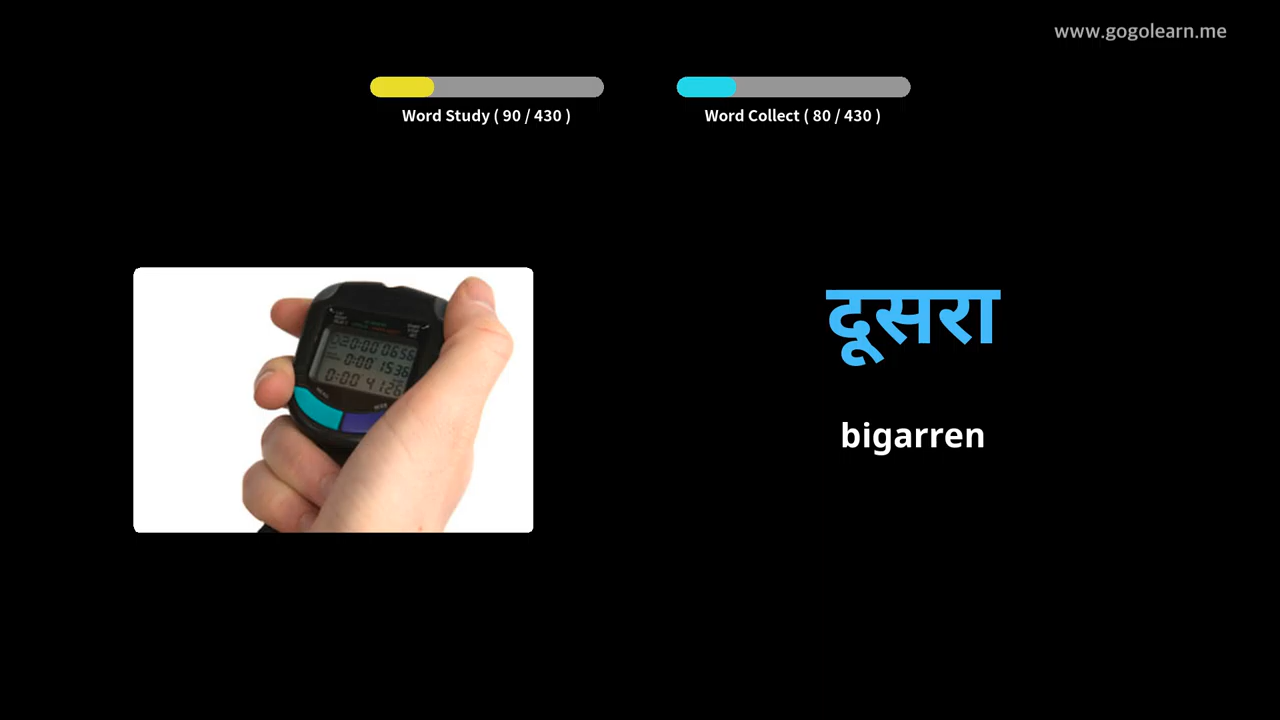 www.gogolearn.me
Word Study ( 90 / 430 )
Word Collect ( 80 / 430 )
दूसरा
bigarren